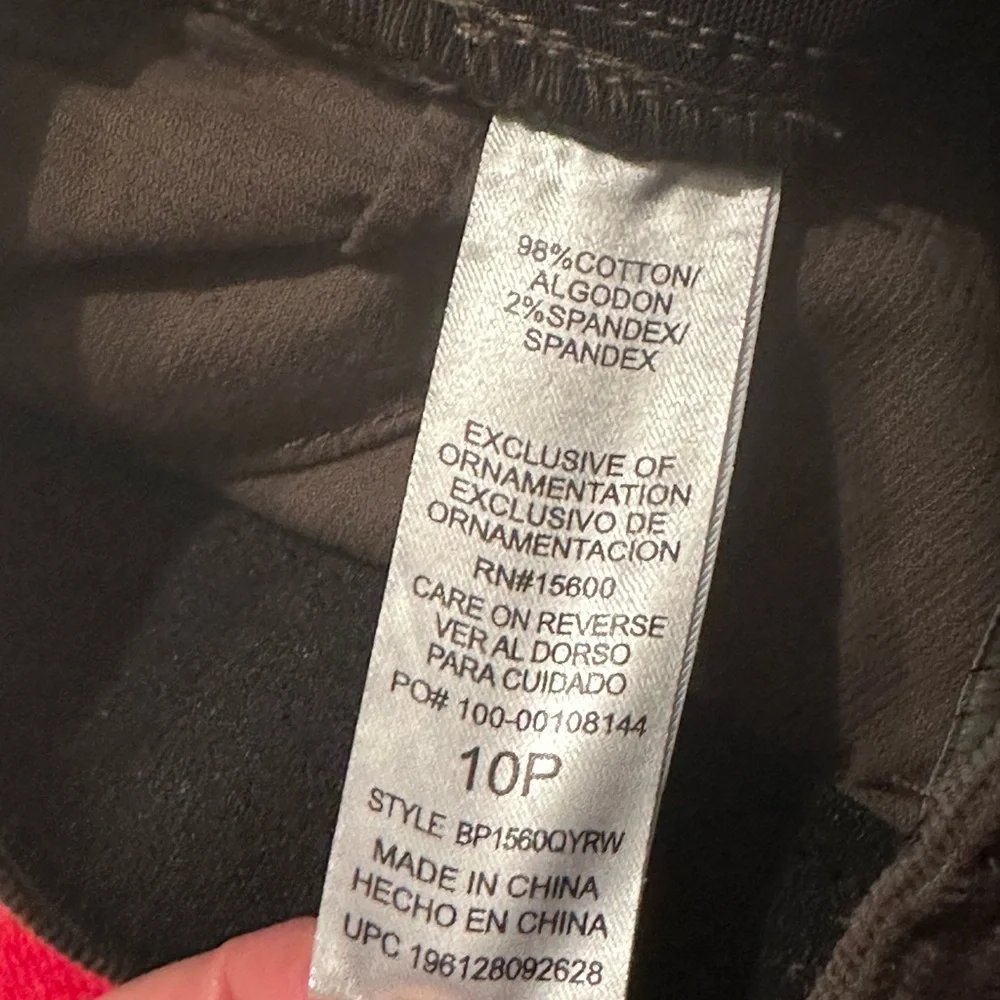 98%COTTON/
ALGODON
2%SPANDEX/
SPANDEX
EXCLUSIVE OF
ORNAMENTATION
EXCLUSIVO DE
ORNAMENTACION
RN#15600
CARE ON REVERSE
VER AL DORSO
PARA CUIDADO
PO# 100-00108144
10P
STYLE BP1560QYRW
MADE IN CHINA
HECHO EN CHINA
UPC 196128092628